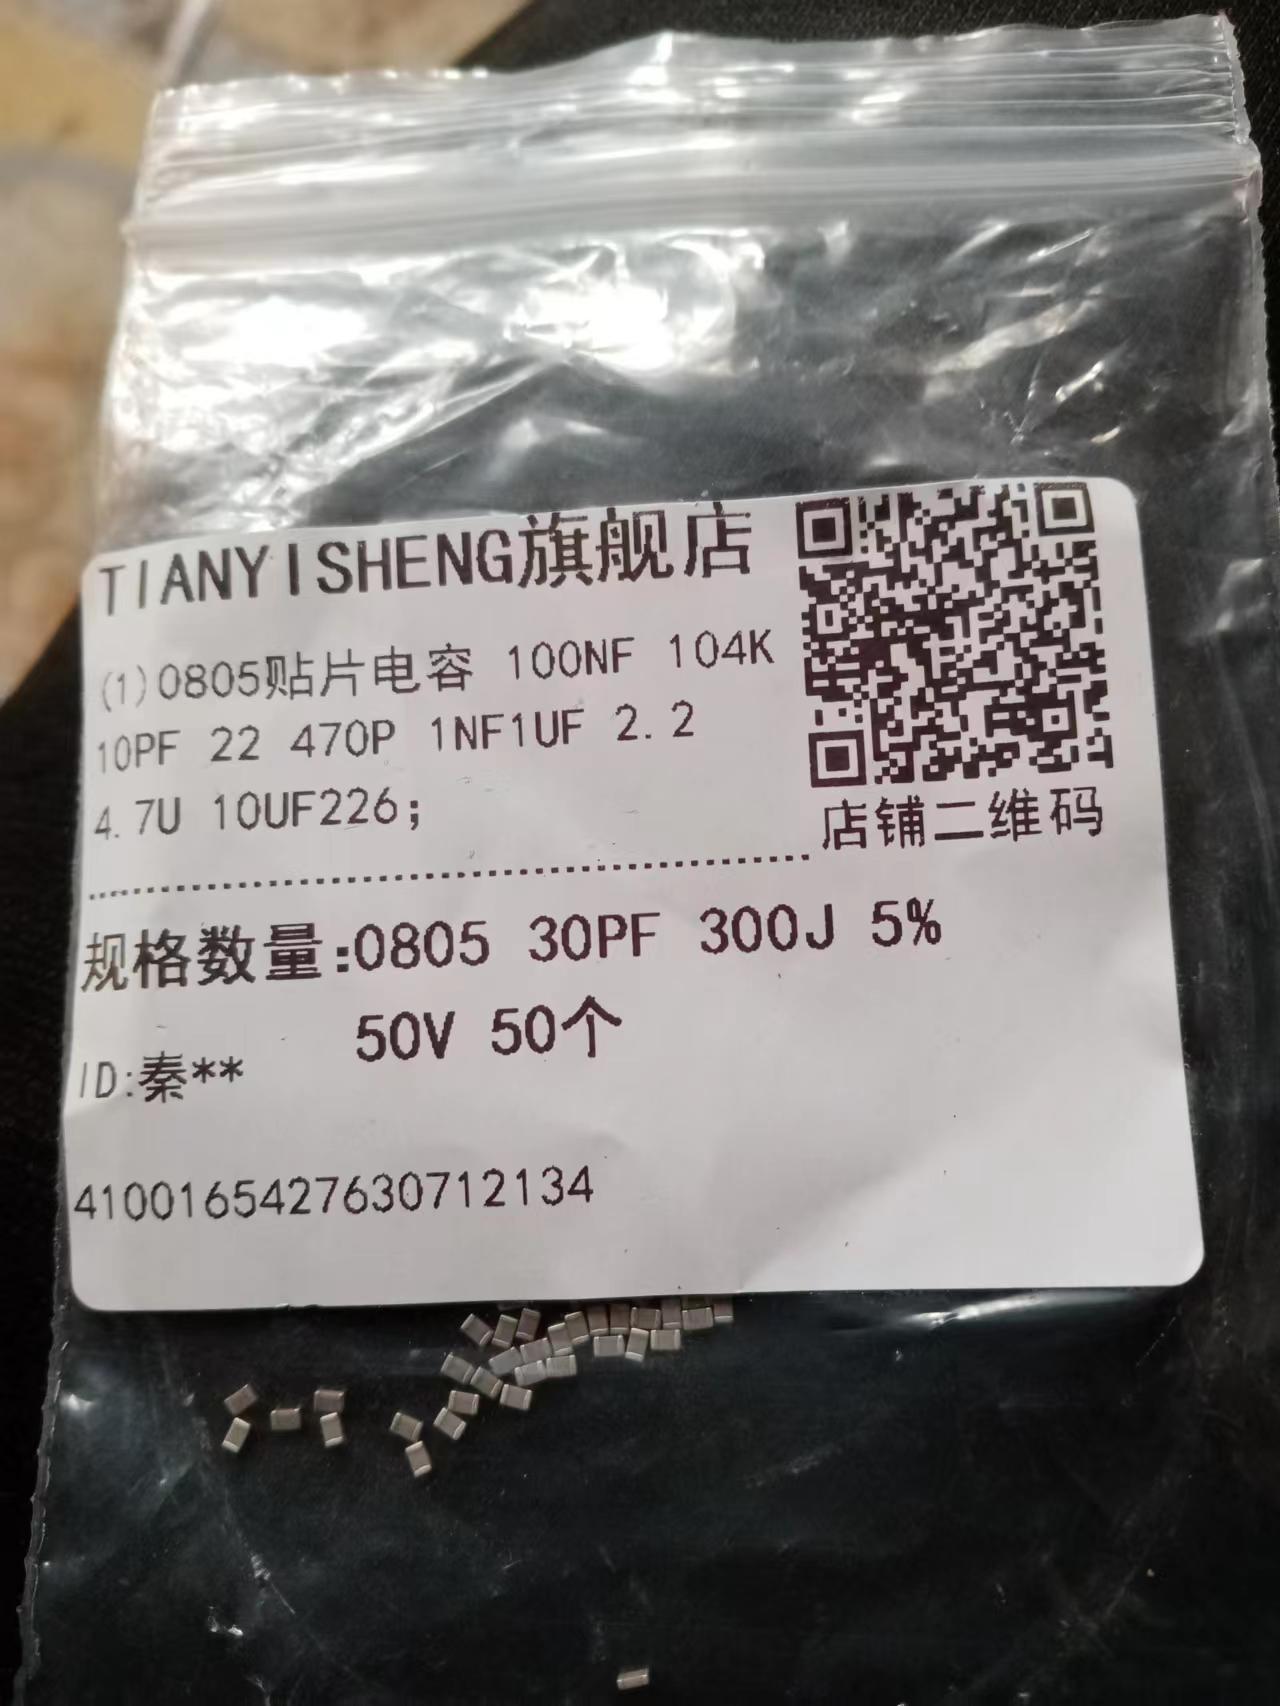 TIANYISHENG旗舰店
(1)0805贴片电容 100NF 104K
10PF 22 470P 1NF1UF 2.2
4.7U 10UF226;
店铺二维码
规格数量:0805 30PF 300J 5%
50V 50个
ID:秦**
4100165427630712134